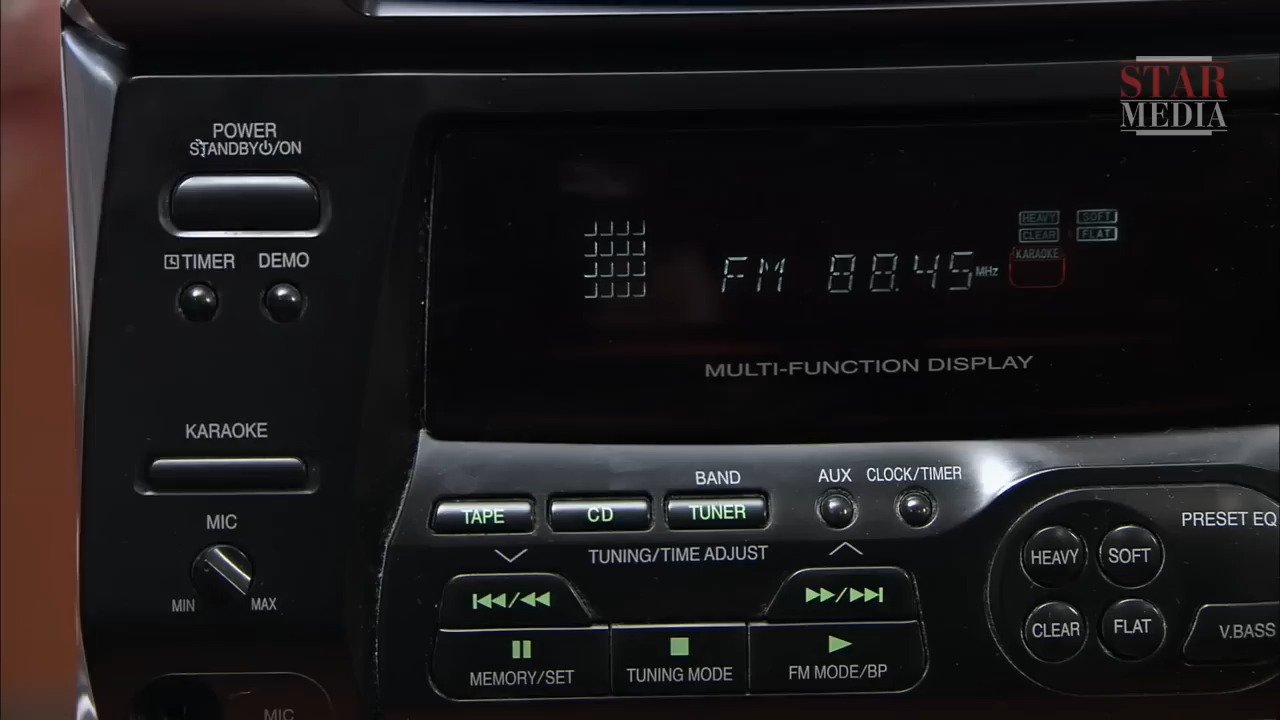 STAR
MEDIA
POWER
STANDBY⏻/ON
TIMER
DEMO
HEAVY
SOFT
CLEAR
FLAT
KARAOKE
FM 88.45 MHz
MULTI-FUNCTION DISPLAY
KARAOKE
BAND
AUX
CLOCK/TIMER
TAPE
CD
TUNER
PRESET EQ
MIC
MIN
MAX
TUNING/TIME ADJUST
HEAVY
SOFT
CLEAR
FLAT
V.BASS
MEMORY/SET
TUNING MODE
FM MODE/BP
MIC